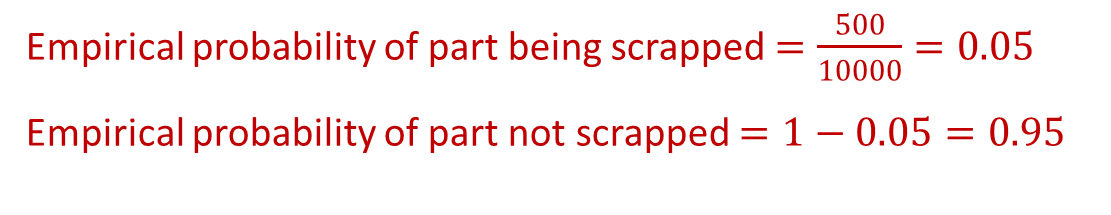 Empirical probability of part being scrapped = 500/10000 = 0.05
Empirical probability of part not scrapped = 1 − 0.05 = 0.95